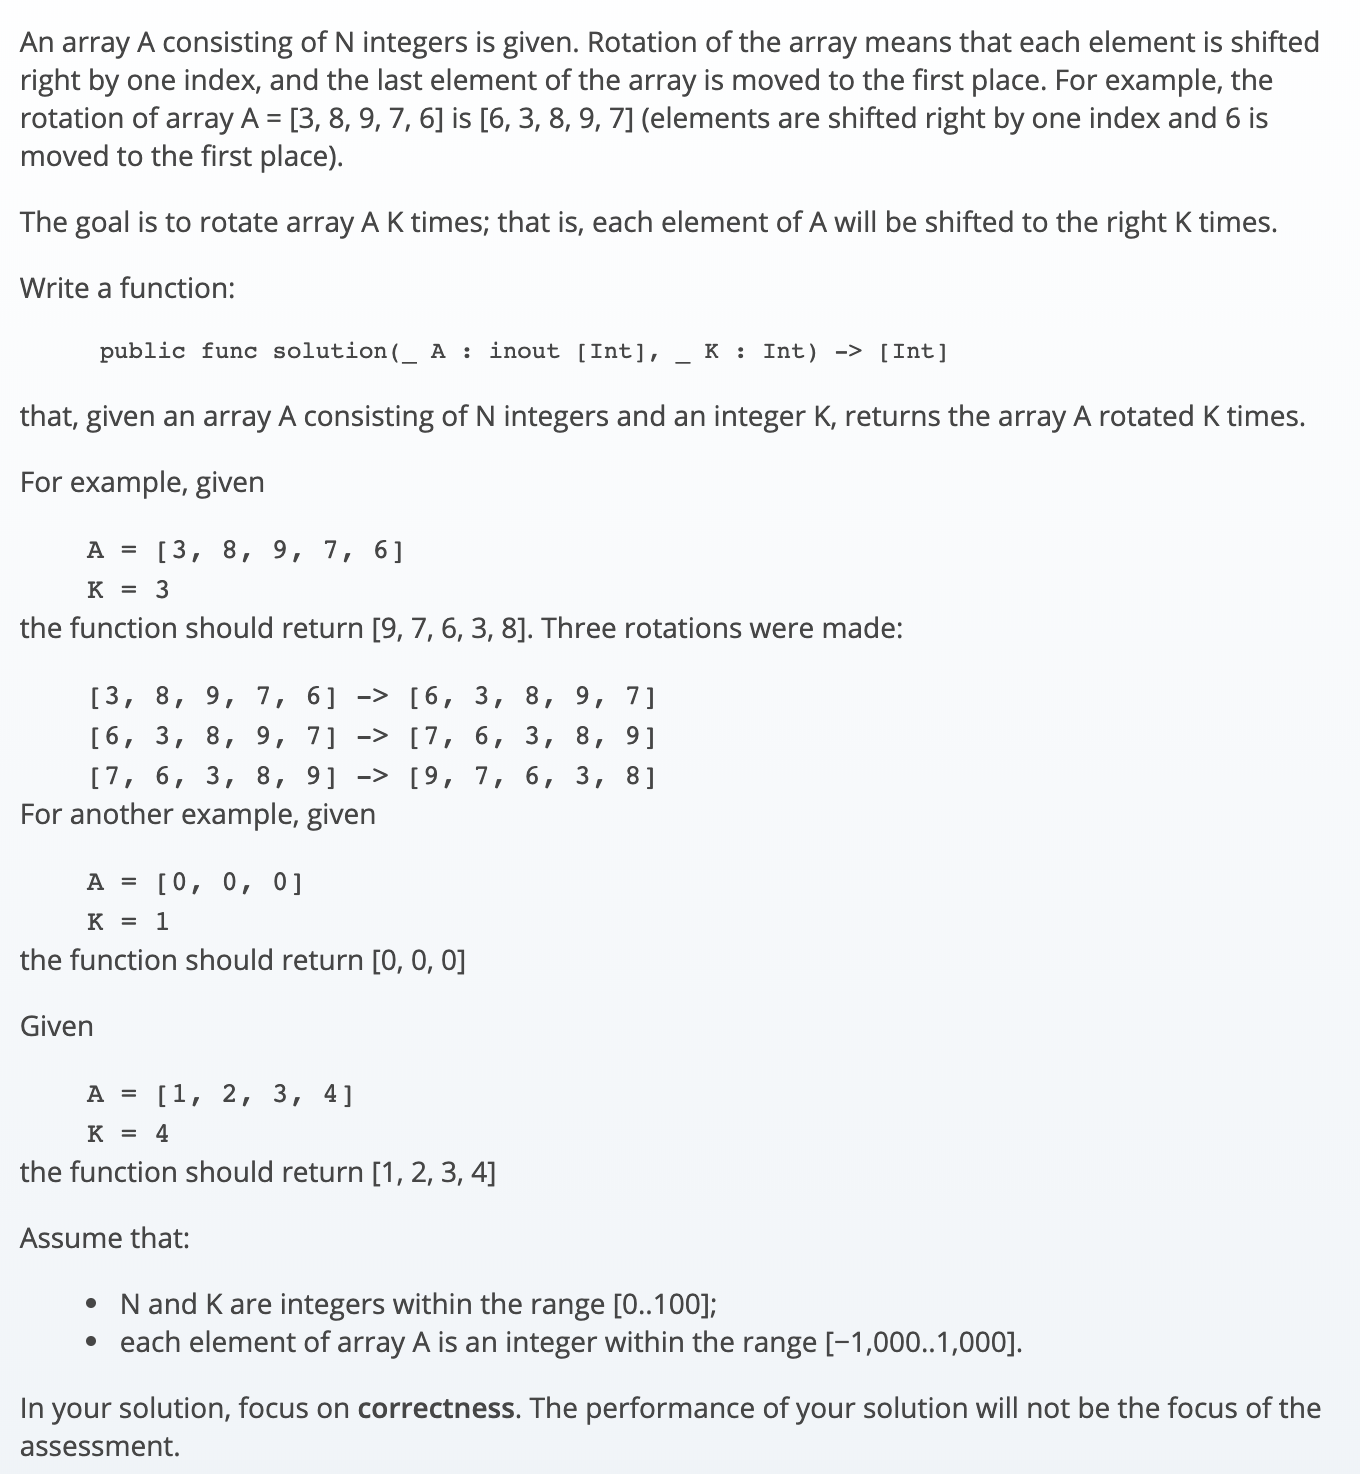 An array A consisting of N integers is given. Rotation of the array means that each element is shifted
right by one index, and the last element of the array is moved to the first place. For example, the
rotation of array A = [3, 8, 9, 7, 6] is [6, 3, 8, 9, 7] (elements are shifted right by one index and 6 is
moved to the first place).
The goal is to rotate array A K times; that is, each element of A will be shifted to the right K times.
Write a function:
public func solution(_ A : inout [Int], _ K : Int) -> [Int]
that, given an array A consisting of N integers and an integer K, returns the array A rotated K times.
For example, given
A = [3, 8, 9, 7, 6]
K = 3
the function should return [9, 7, 6, 3, 8]. Three rotations were made:
[3, 8, 9, 7, 6] -> [6, 3, 8, 9, 7]
[6, 3, 8, 9, 7] -> [7, 6, 3, 8, 9]
[7, 6, 3, 8, 9] -> [9, 7, 6, 3, 8]
For another example, given
A = [0, 0, 0]
K = 1
the function should return [0, 0, 0]
Given
A = [1, 2, 3, 4]
K = 4
the function should return [1, 2, 3, 4]
Assume that:
• N and K are integers within the range [0..100];
• each element of array A is an integer within the range [−1,000..1,000].
In your solution, focus on correctness. The performance of your solution will not be the focus of the
assessment.